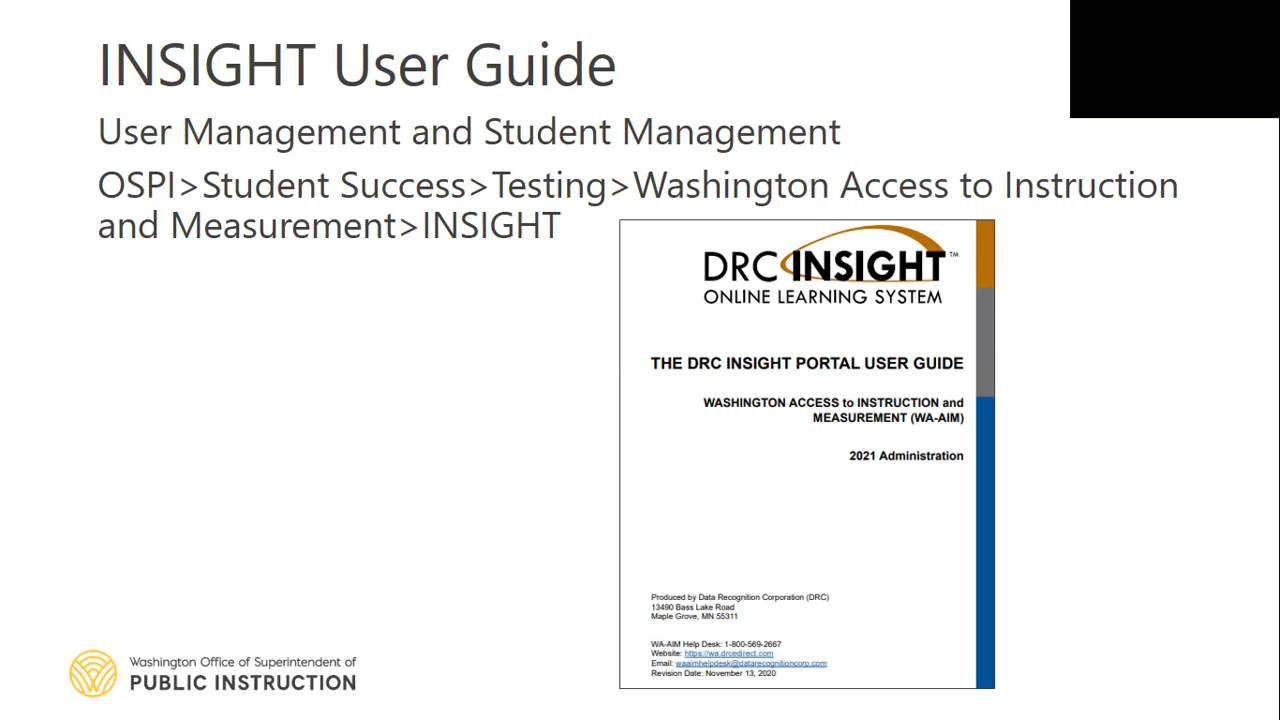 INSIGHT User Guide
User Management and Student Management
OSPI>Student Success>Testing>Washington Access to Instruction
and Measurement>INSIGHT
DRC INSIGHT™
ONLINE LEARNING SYSTEM
THE DRC INSIGHT PORTAL USER GUIDE
WASHINGTON ACCESS to INSTRUCTION and
MEASUREMENT (WA-AIM)
2021 Administration
Produced by Data Recognition Corporation (DRC)
13490 Bass Lake Road
Maple Grove, MN 55311
WA-AIM Help Desk: 1-800-569-2667
Website: https://wa.drcedirect.com
Email: waaimhelpdesk@datarecognitioncorp.com
Revision Date: November 13, 2020
Washington Office of Superintendent of
PUBLIC INSTRUCTION